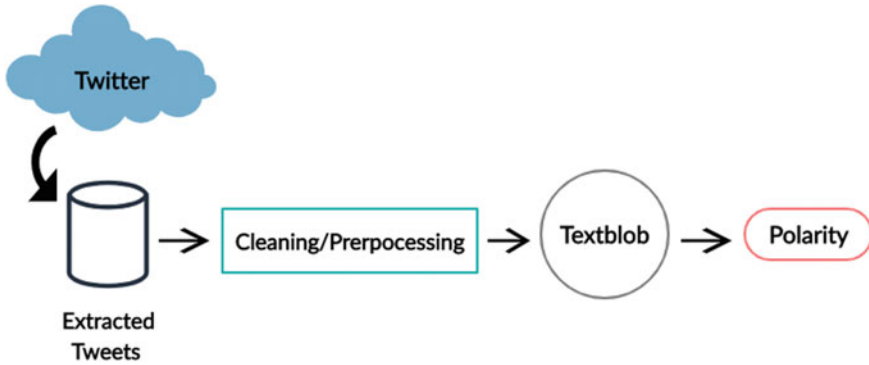 Twitter
Cleaning/Prerpocessing
Textblob
Polarity
Extracted
Tweets